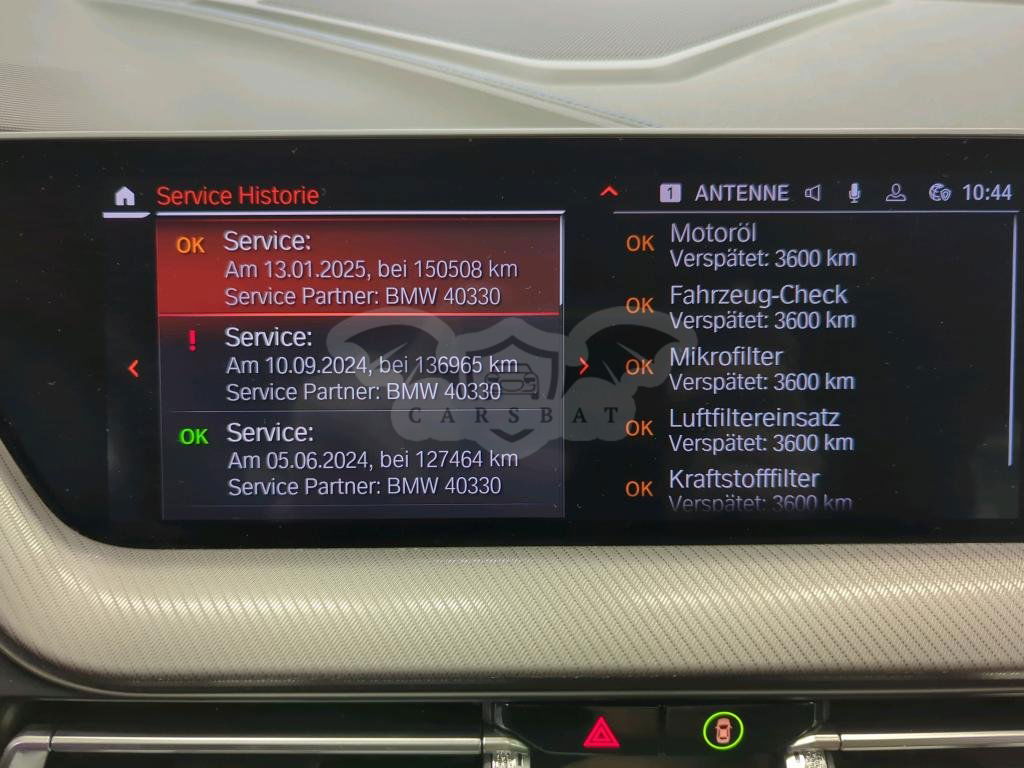 Service Historie
1 ANTENNE 10:44
OK Service:
Am 13.01.2025, bei 150508 km
Service Partner: BMW 40330
! Service:
Am 10.09.2024, bei 136965 km
Service Partner: BMW 40330
OK Service:
Am 05.06.2024, bei 127464 km
Service Partner: BMW 40330
OK Motoröl
Verspätet: 3600 km
OK Fahrzeug-Check
Verspätet: 3600 km
OK Mikrofilter
Verspätet: 3600 km
OK Luftfiltereinsatz
Verspätet: 3600 km
OK Kraftstofffilter
Verspätet: 3600 km
CARSBAT